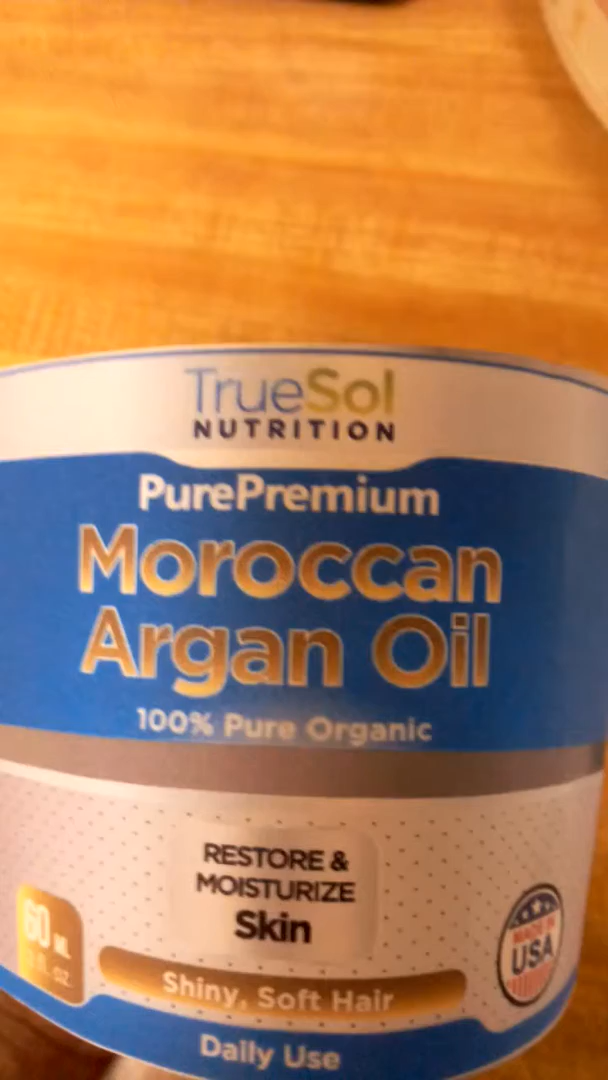 TrueSol
NUTRITION
PurePremium
Moroccan
Argan Oil
100% Pure Organic
RESTORE &
MOISTURIZE
Skin
60 ML
FL OZ
MADE IN
USA
Shiny, Soft Hair
Daily Use